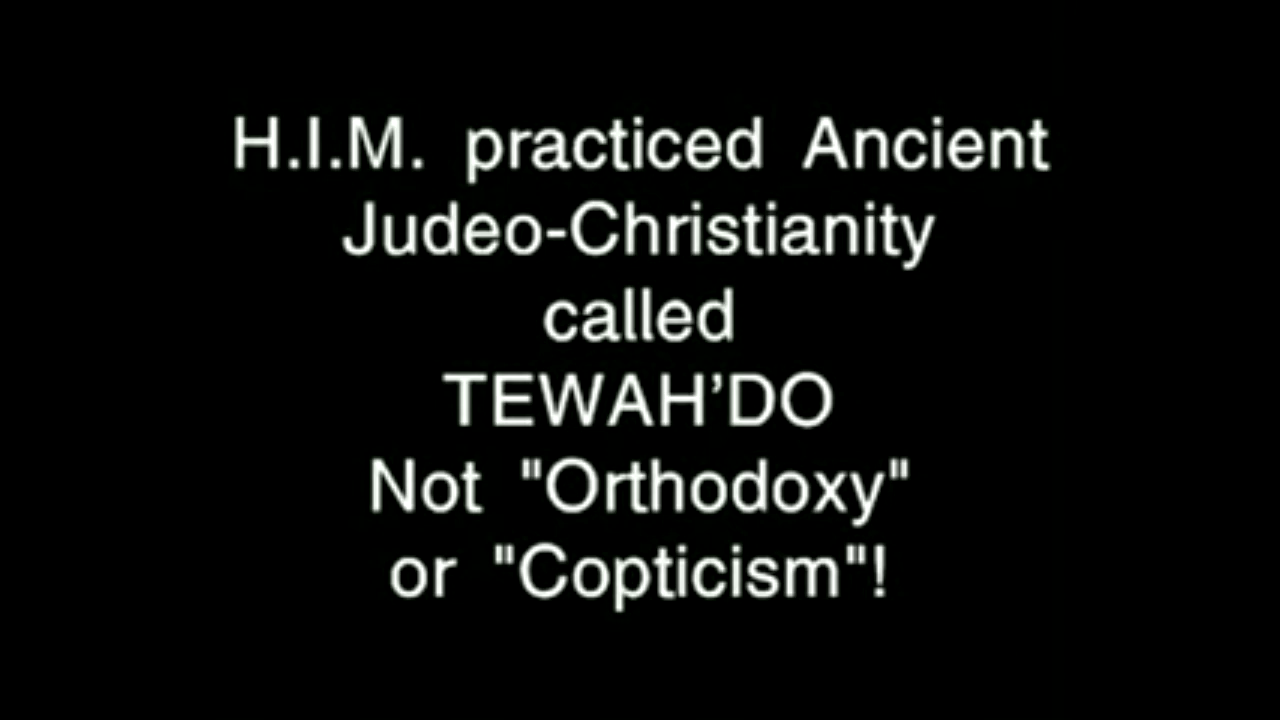 H.I.M. practiced Ancient
Judeo-Christianity
called
TEWAH’DO
Not "Orthodoxy"
or "Copticism"!